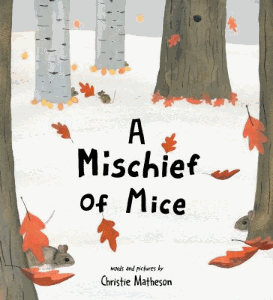 A
Mischief
of Mice
words and pictures by
Christie Matheson